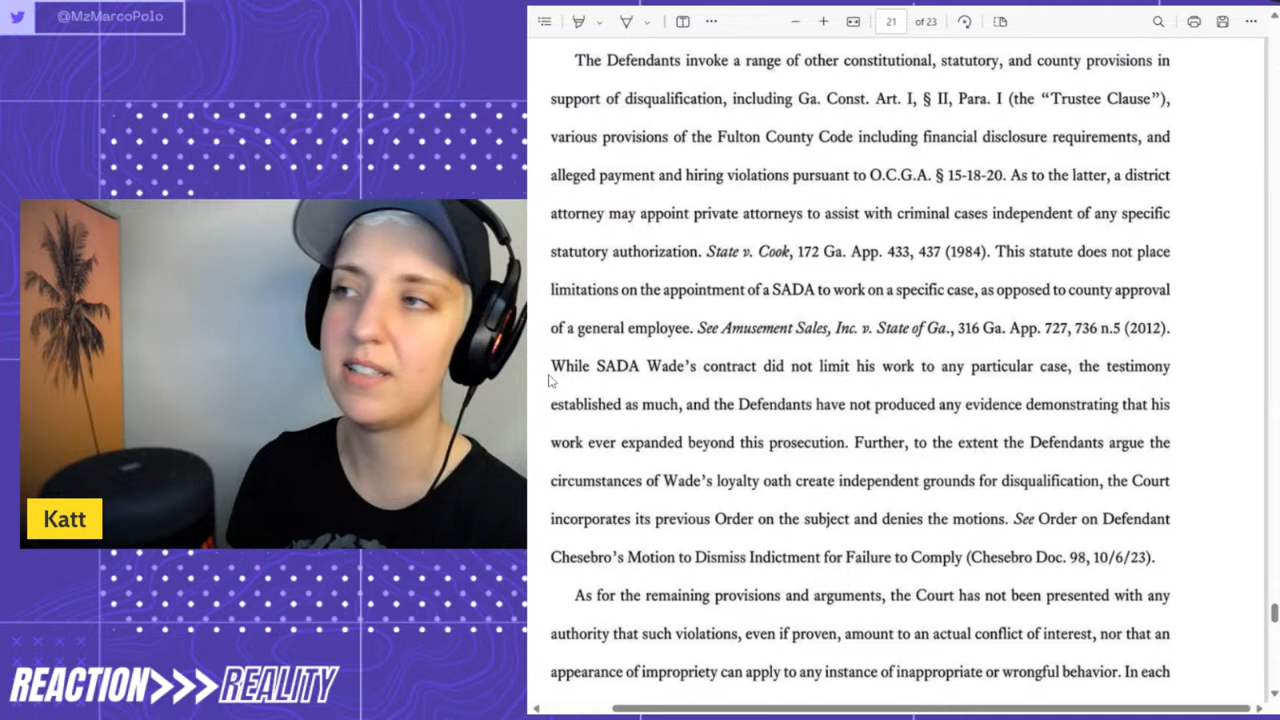 @MzMarcoPolo
21 of 23
The Defendants invoke a range of other constitutional, statutory, and county provisions in
support of disqualification, including Ga. Const. Art. I, § II, Para. I (the “Trustee Clause”),
various provisions of the Fulton County Code including financial disclosure requirements, and
alleged payment and hiring violations pursuant to O.C.G.A. § 15-18-20. As to the latter, a district
attorney may appoint private attorneys to assist with criminal cases independent of any specific
statutory authorization. State v. Cook, 172 Ga. App. 433, 437 (1984). This statute does not place
limitations on the appointment of a SADA to work on a specific case, as opposed to county approval
of a general employee. See Amusement Sales, Inc. v. State of Ga., 316 Ga. App. 727, 736 n.5 (2012).
While SADA Wade’s contract did not limit his work to any particular case, the testimony
established as much, and the Defendants have not produced any evidence demonstrating that his
work ever expanded beyond this prosecution. Further, to the extent the Defendants argue the
circumstances of Wade’s loyalty oath create independent grounds for disqualification, the Court
incorporates its previous Order on the subject and denies the motions. See Order on Defendant
Chesebro’s Motion to Dismiss Indictment for Failure to Comply (Chesebro Doc. 98, 10/6/23).
As for the remaining provisions and arguments, the Court has not been presented with any
authority that such violations, even if proven, amount to an actual conflict of interest, nor that an
appearance of impropriety can apply to any instance of inappropriate or wrongful behavior. In each
Katt
REACTION>>>REALITY